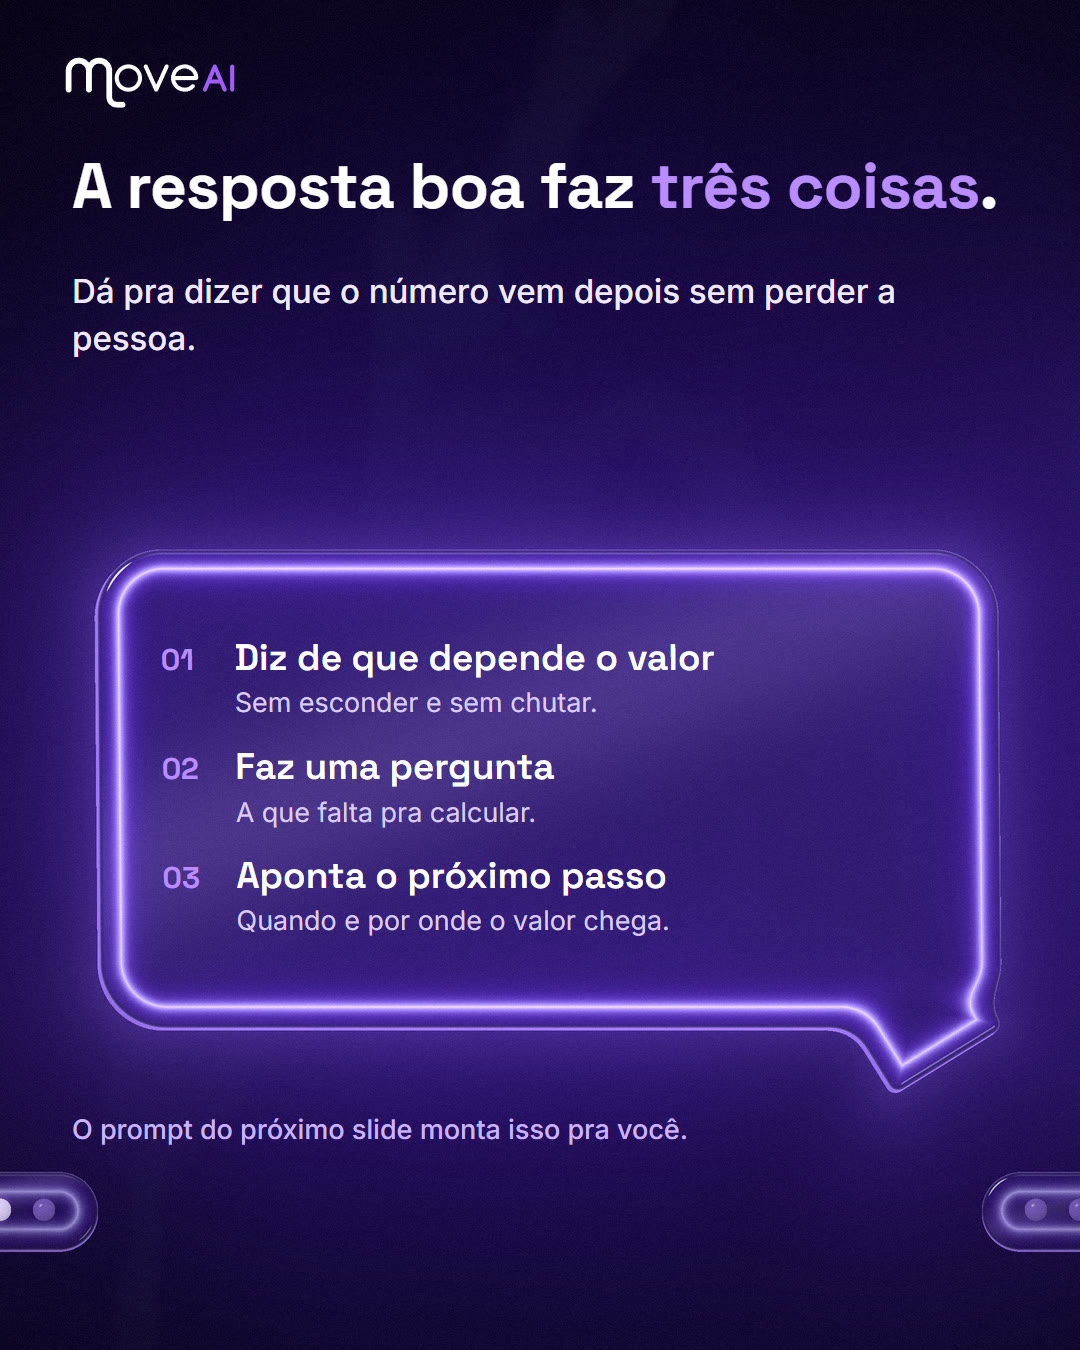 Move AI
A resposta boa faz três coisas.
Dá pra dizer que o número vem depois sem perder a
pessoa.
01 Diz de que depende o valor
Sem esconder e sem chutar.
02 Faz uma pergunta
A que falta pra calcular.
03 Aponta o próximo passo
Quando e por onde o valor chega.
O prompt do próximo slide monta isso pra você.